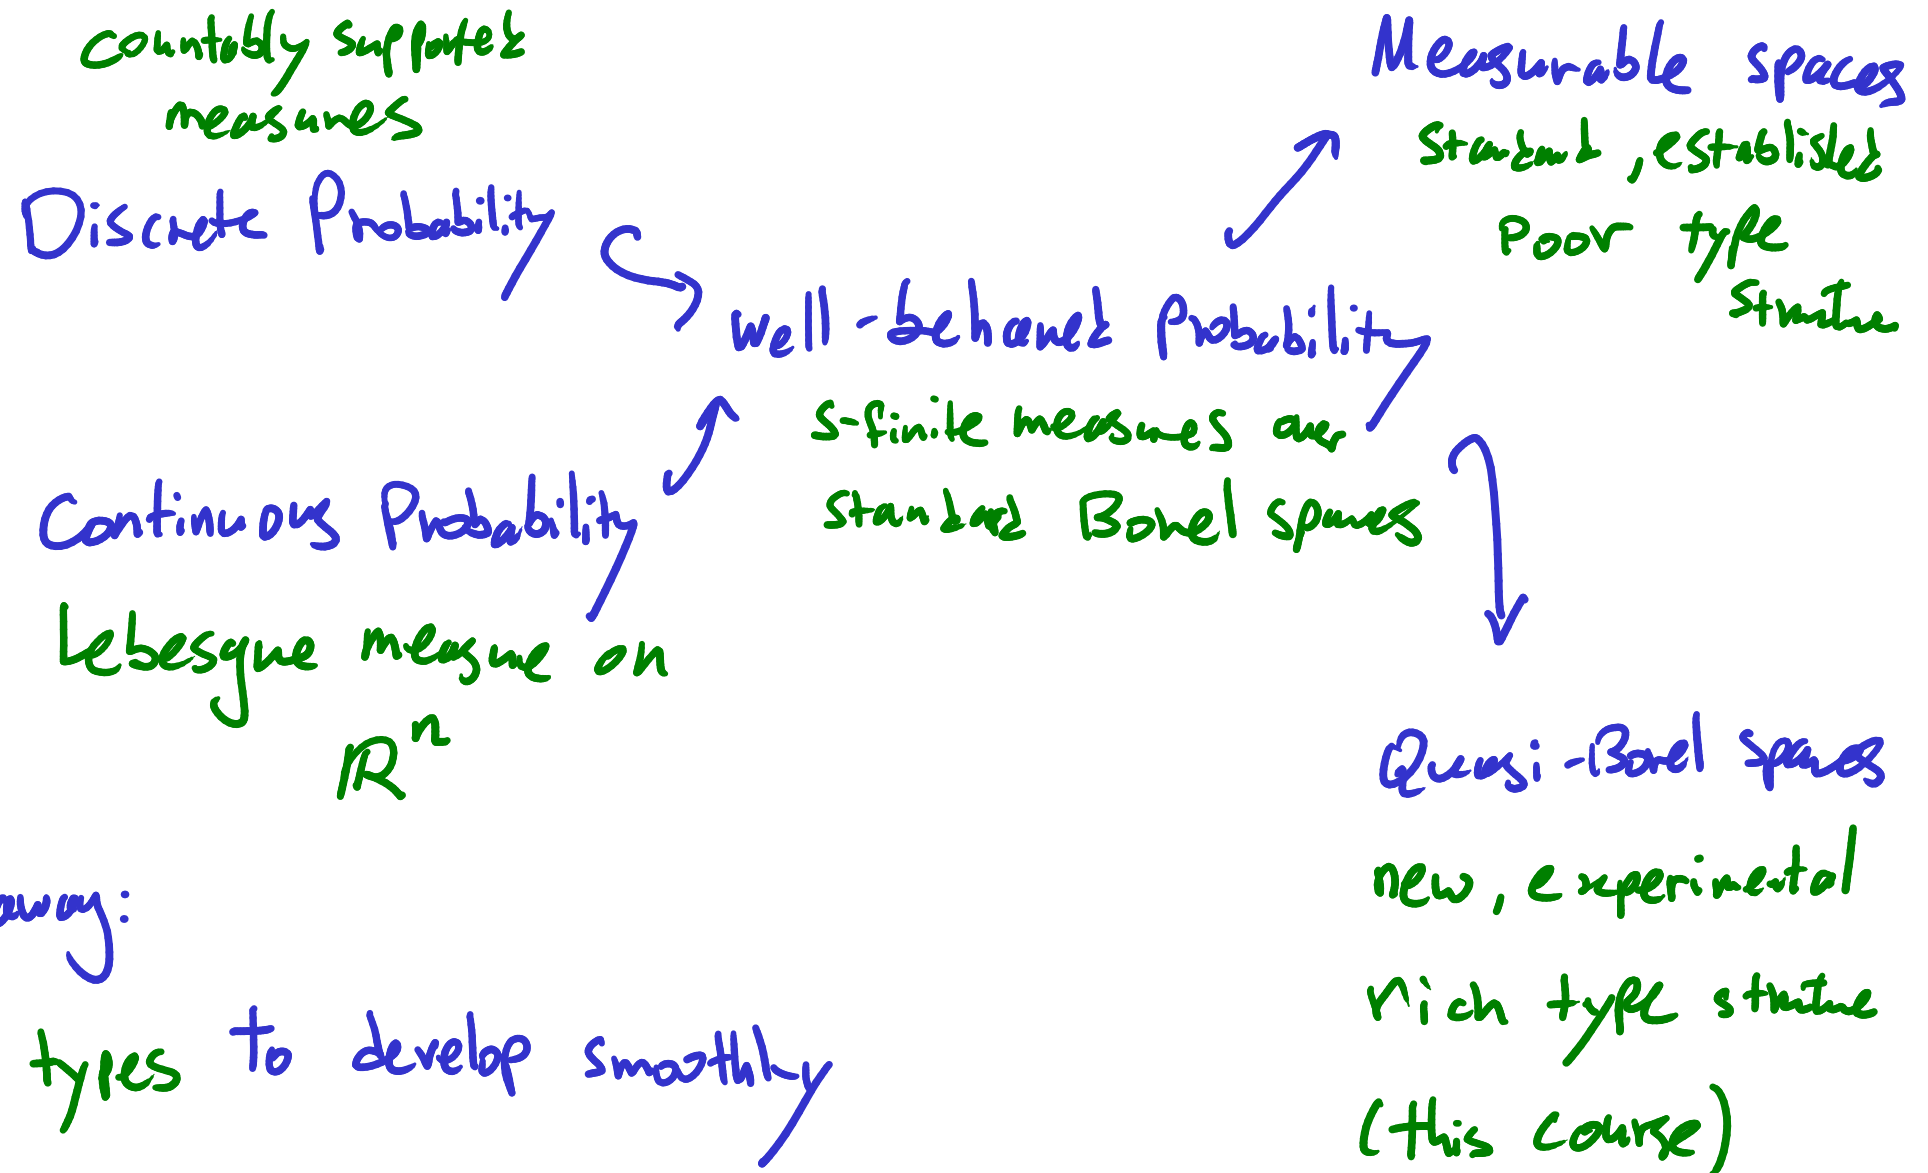 countably supported
measures
Discrete Probability
Continuous Probability
Lebesgue measure on
ℝⁿ
well-behaved Probability
s-finite measures over
standard Borel spaces
Measurable spaces
standard, established
poor type
structure
Quasi-Borel spaces
new, experimental
rich type structure
(this course)
away:
types to develop smoothly